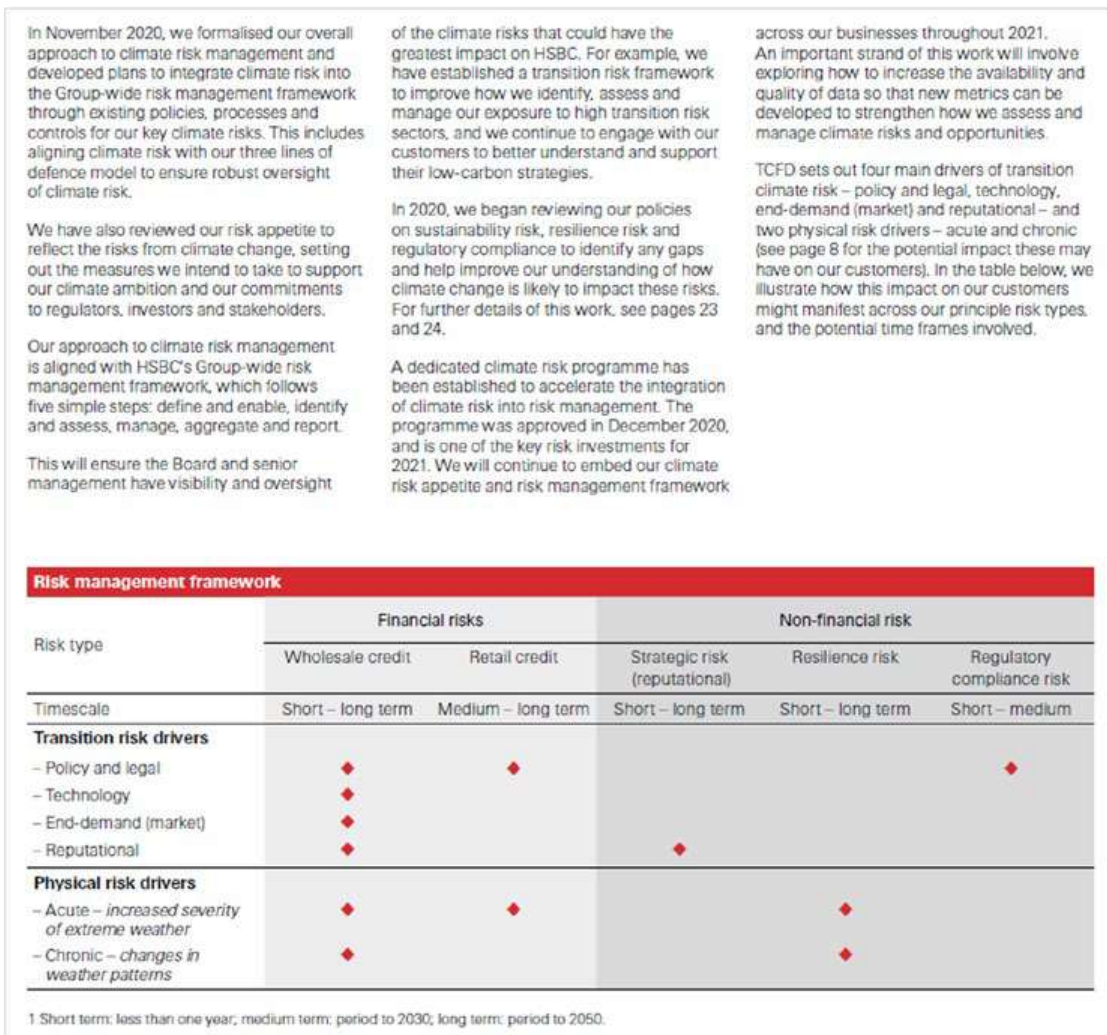 In November 2020, we formalised our overall
approach to climate risk management and
developed plans to integrate climate risk into
the Group-wide risk management framework
through existing policies, processes and
controls for our key climate risks. This includes
aligning climate risk with our three lines of
defence model to ensure robust oversight
of climate risk.
We have also reviewed our risk appetite to
reflect the risks from climate change, setting
out the measures we intend to take to support
our climate ambition and our commitments
to regulators, investors and stakeholders.
Our approach to climate risk management
is aligned with HSBC's Group-wide risk
management framework, which follows
five simple steps: define and enable, identify
and assess, manage, aggregate and report.
This will ensure the Board and senior
management have visibility and oversight
of the climate risks that could have the
greatest impact on HSBC. For example, we
have established a transition risk framework
to improve how we identify, assess and
manage our exposure to high transition risk
sectors, and we continue to engage with our
customers to better understand and support
their low-carbon strategies.
In 2020, we began reviewing our policies
on sustainability risk, resilience risk and
regulatory compliance to identify any gaps
and help improve our understanding of how
climate change is likely to impact these risks.
For further details of this work, see pages 23
and 24.
A dedicated climate risk programme has
been established to accelerate the integration
of climate risk into risk management. The
programme was approved in December 2020,
and is one of the key risk investments for
2021. We will continue to embed our climate
risk appetite and risk management framework
across our businesses throughout 2021.
An important strand of this work will involve
exploring how to increase the availability and
quality of data so that new metrics can be
developed to strengthen how we assess and
manage climate risks and opportunities.
TCFD sets out four main drivers of transition
climate risk – policy and legal, technology,
end-demand (market) and reputational – and
two physical risk drivers – acute and chronic
(see page 8 for the potential impact these may
have on our customers). In the table below, we
illustrate how this impact on our customers
might manifest across our principle risk types,
and the potential time frames involved.
Risk management framework
Financial risks Non-financial risk
Risk type
Wholesale credit Retail credit Strategic risk Resilience risk Regulatory
(reputational) compliance risk
Timescale Short – long term Medium – long term Short – long term Short – long term Short – medium
Transition risk drivers
– Policy and legal ◆ ◆ ◆
– Technology ◆
– End-demand (market) ◆
– Reputational ◆ ◆
Physical risk drivers
– Acute – increased severity ◆ ◆ ◆
of extreme weather
– Chronic – changes in ◆ ◆
weather patterns
1 Short term: less than one year; medium term: period to 2030; long term: period to 2050.